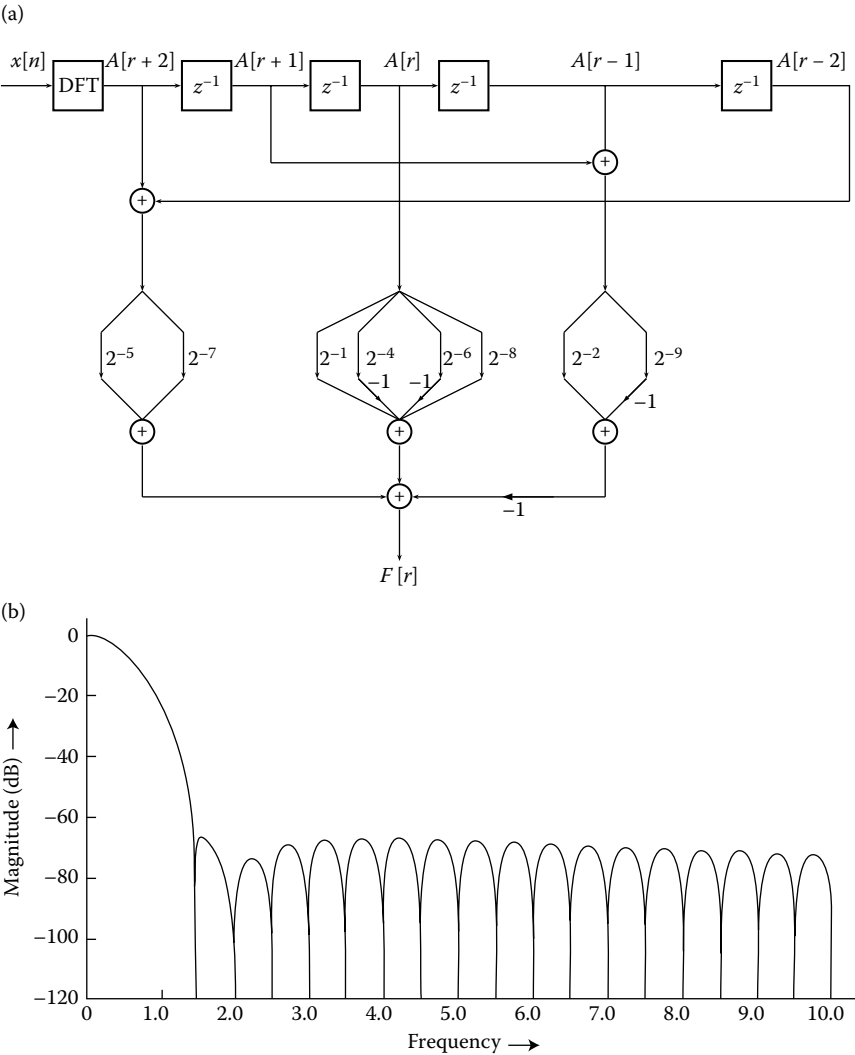 (a)
x[n] A[r + 2] A[r + 1] A[r] A[r − 1] A[r − 2]
DFT z⁻¹ z⁻¹ z⁻¹ z⁻¹
+
+
2⁻⁵ 2⁻⁷ 2⁻¹ 2⁻⁴ 2⁻⁶ 2⁻⁸ 2⁻² 2⁻⁹
−1 −1 −1
+ + +
+
−1
F [r]
(b)
0
−20
−40
−60
−80
−100
−120
Magnitude (dB)
0 1.0 2.0 3.0 4.0 5.0 6.0 7.0 8.0 9.0 10.0
Frequency